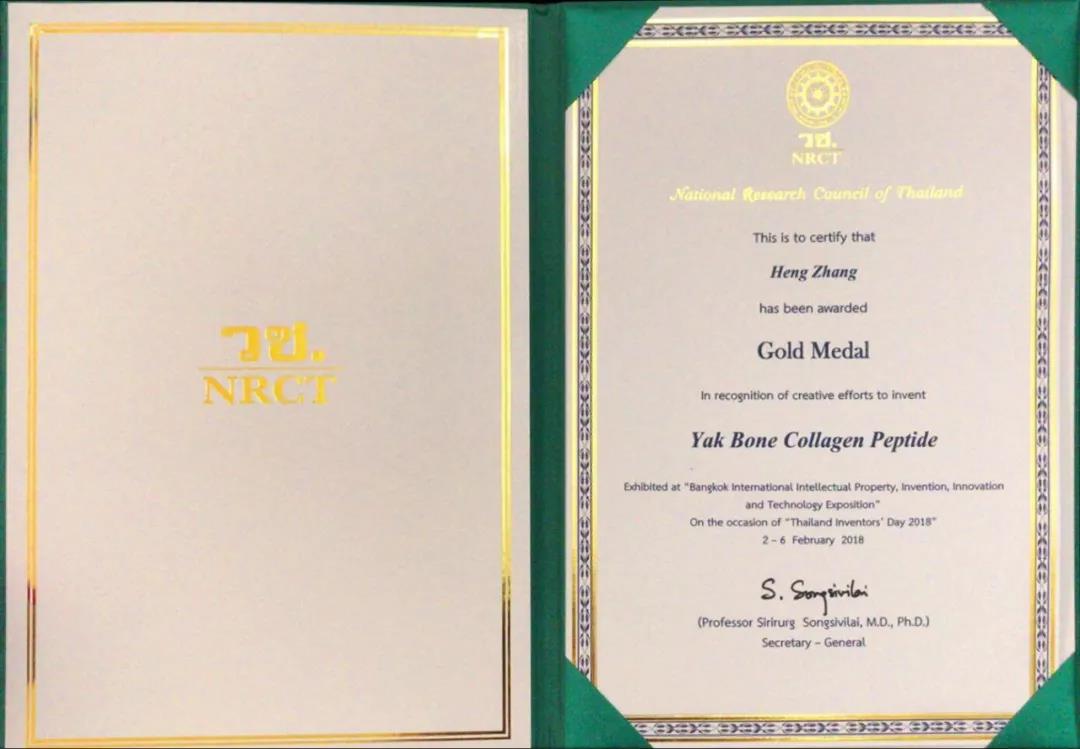 วช.
NRCT
วช.
NRCT
National Research Council of Thailand
This is to certify that
Heng Zhang
has been awarded
Gold Medal
In recognition of creative efforts to invent
Yak Bone Collagen Peptide
Exhibited at "Bangkok International Intellectual Property, Invention, Innovation
and Technology Exposition"
On the occasion of "Thailand Inventors' Day 2018"
2 – 6 February 2018
S. Songsivilai
(Professor Sirirurg Songsivilai, M.D., Ph.D.)
Secretary – General